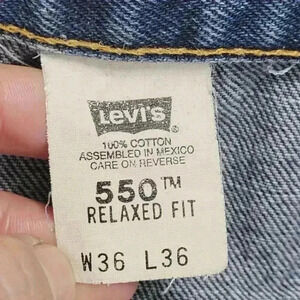 Levi's ®
100% COTTON
ASSEMBLED IN MEXICO
CARE ON REVERSE
550™
RELAXED FIT
W36 L36